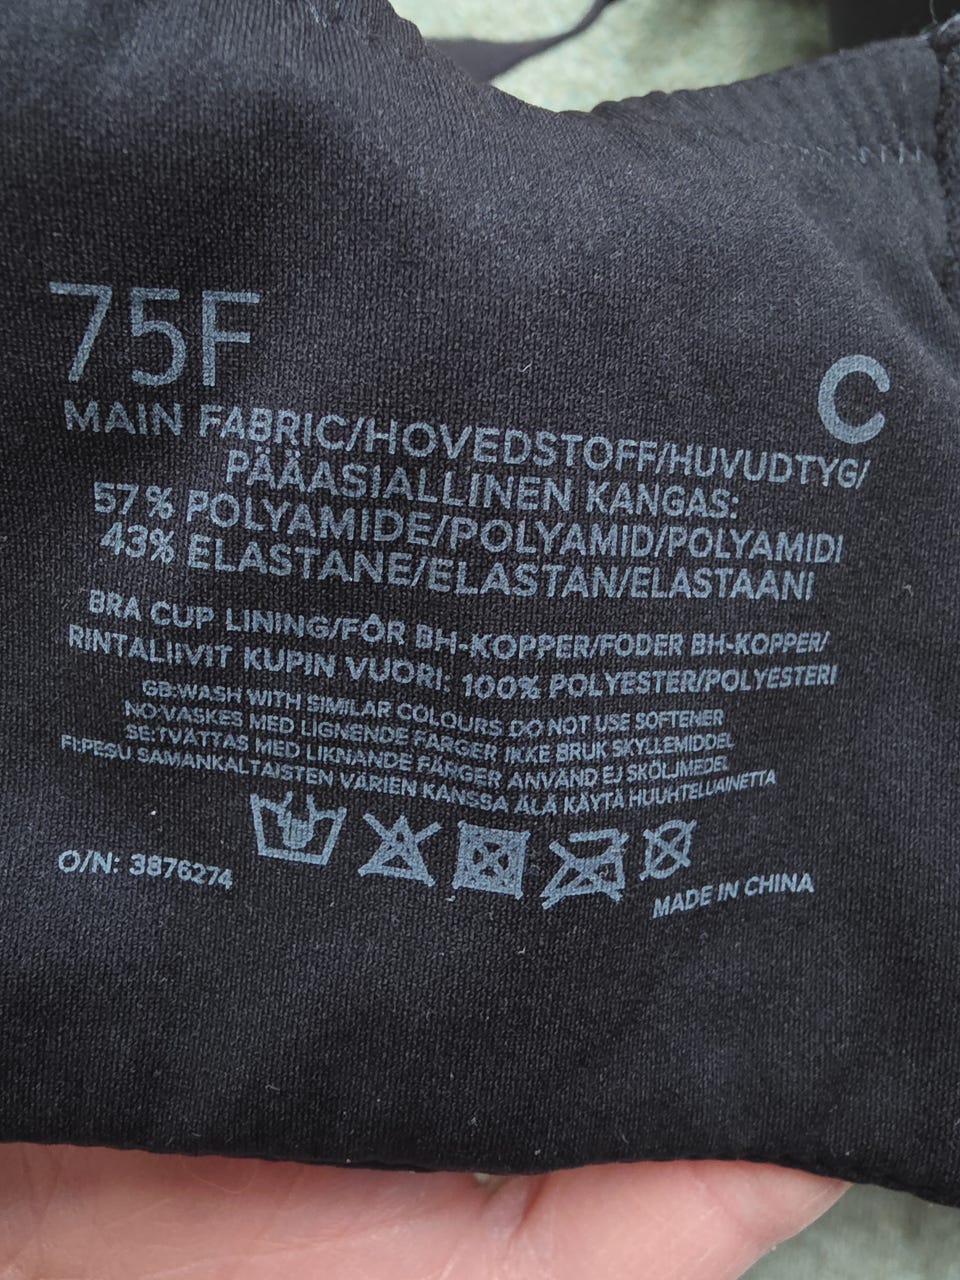 75F
C
MAIN FABRIC/HOVEDSTOFF/HUVUDTYG/
PÄÄASIALLINEN KANGAS:
57% POLYAMIDE/POLYAMID/POLYAMIDI
43% ELASTANE/ELASTAN/ELASTAANI
BRA CUP LINING/FÔR BH-KOPPER/FODER BH-KOPPER/
RINTALIIVIT KUPIN VUORI: 100% POLYESTER/POLYESTERI
GB:WASH WITH SIMILAR COLOURS DO NOT USE SOFTENER
NO:VASKES MED LIGNENDE FARGER IKKE BRUK SKYLLEMIDDEL
SE:TVÄTTAS MED LIKNANDE FÄRGER ANVÄND EJ SKÖLJMEDEL
FI:PESU SAMANKALTAISTEN VÄRIEN KANSSA ÄLÄ KÄYTÄ HUUHTELUAINETTA
O/N: 3876274
MADE IN CHINA